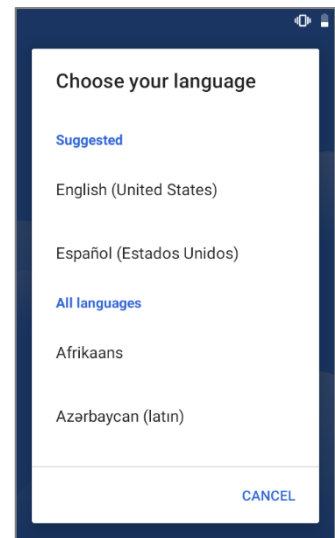 Choose your language
Suggested
English (United States)
Español (Estados Unidos)
All languages
Afrikaans
Azərbaycan (latın)
CANCEL